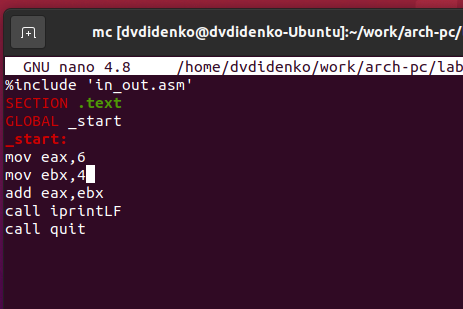 mc [dvdidenko@dvdidenko-Ubuntu]:~/work/arch-pc/
GNU nano 4.8 /home/dvdidenko/work/arch-pc/lab
%include 'in_out.asm'
SECTION .text
GLOBAL _start
_start:
mov eax,6
mov ebx,4
add eax,ebx
call iprintLF
call quit